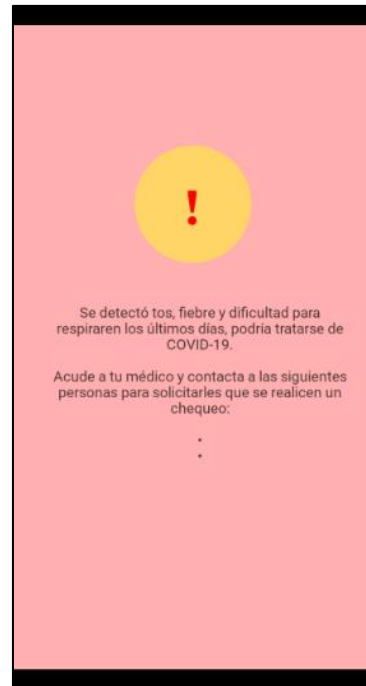 !
Se detectó tos, fiebre y dificultad para
respiraren los últimos días, podría tratarse de
COVID-19.
Acude a tu médico y contacta a las siguientes
personas para solicitarles que se realicen un
chequeo:
.
.